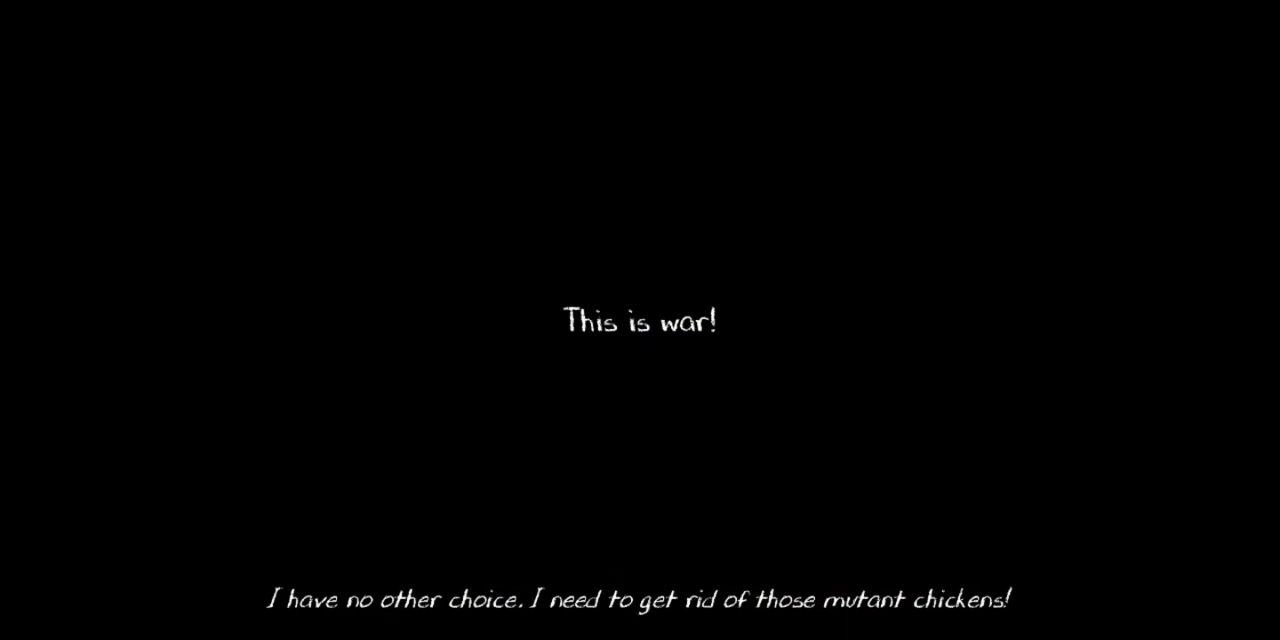 This is war!
I have no other choice. I need to get rid of those mutant chickens!